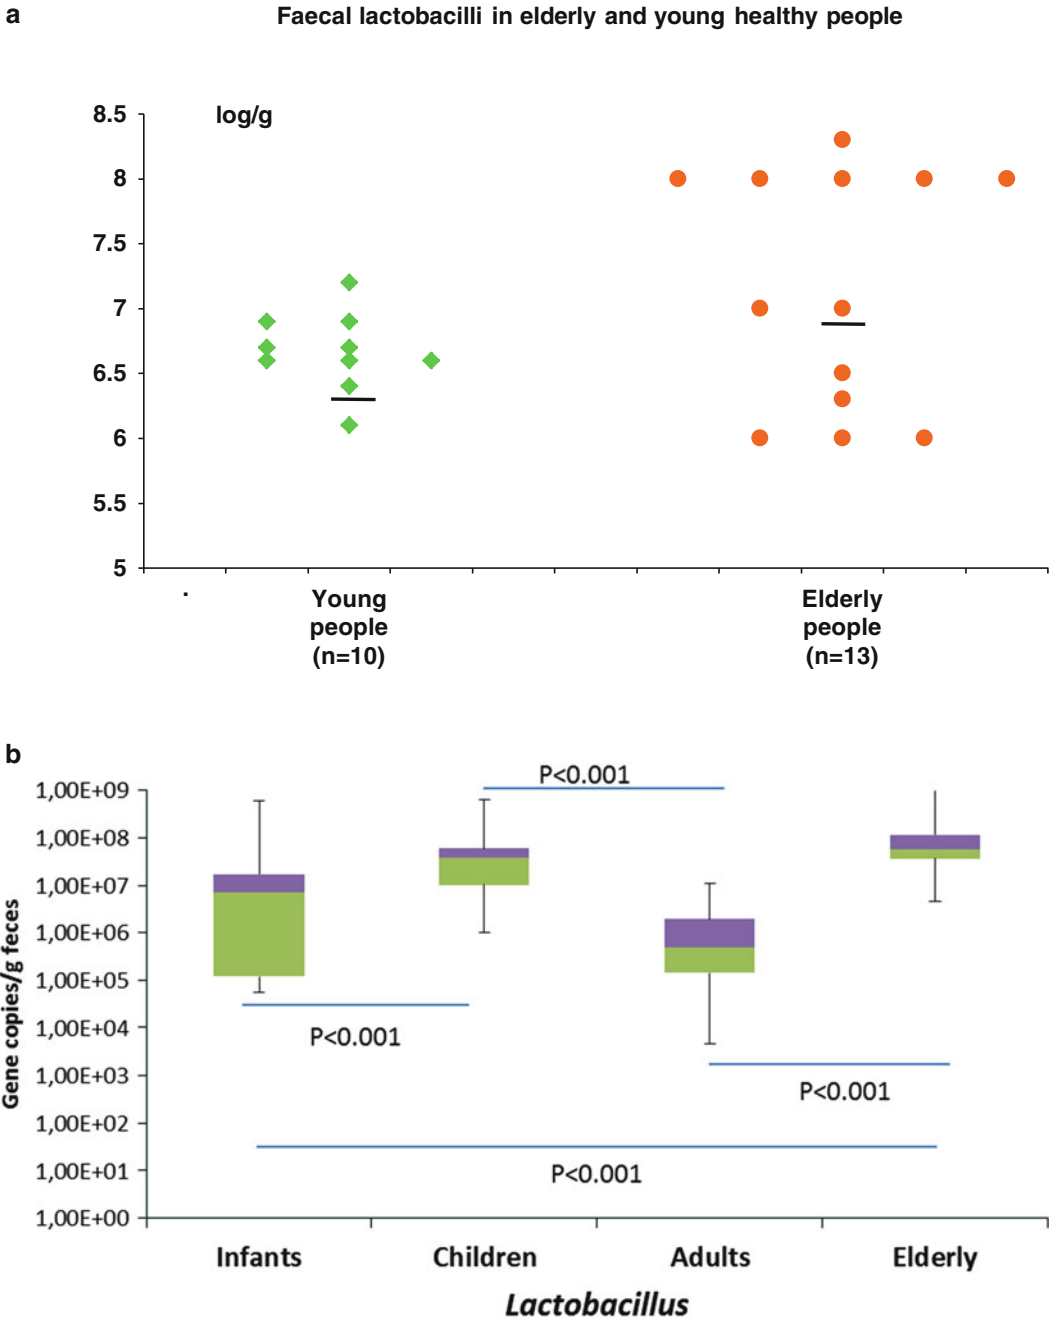 a
Faecal lactobacilli in elderly and young healthy people
log/g
8.5
8
7.5
7
6.5
6
5.5
5
.
Young
people
(n=10)
Elderly
people
(n=13)
b
Gene copies/g feces
1,00E+09
1,00E+08
1,00E+07
1,00E+06
1,00E+05
1,00E+04
1,00E+03
1,00E+02
1,00E+01
1,00E+00
P<0.001
P<0.001
P<0.001
P<0.001
Infants
Children
Adults
Elderly
Lactobacillus